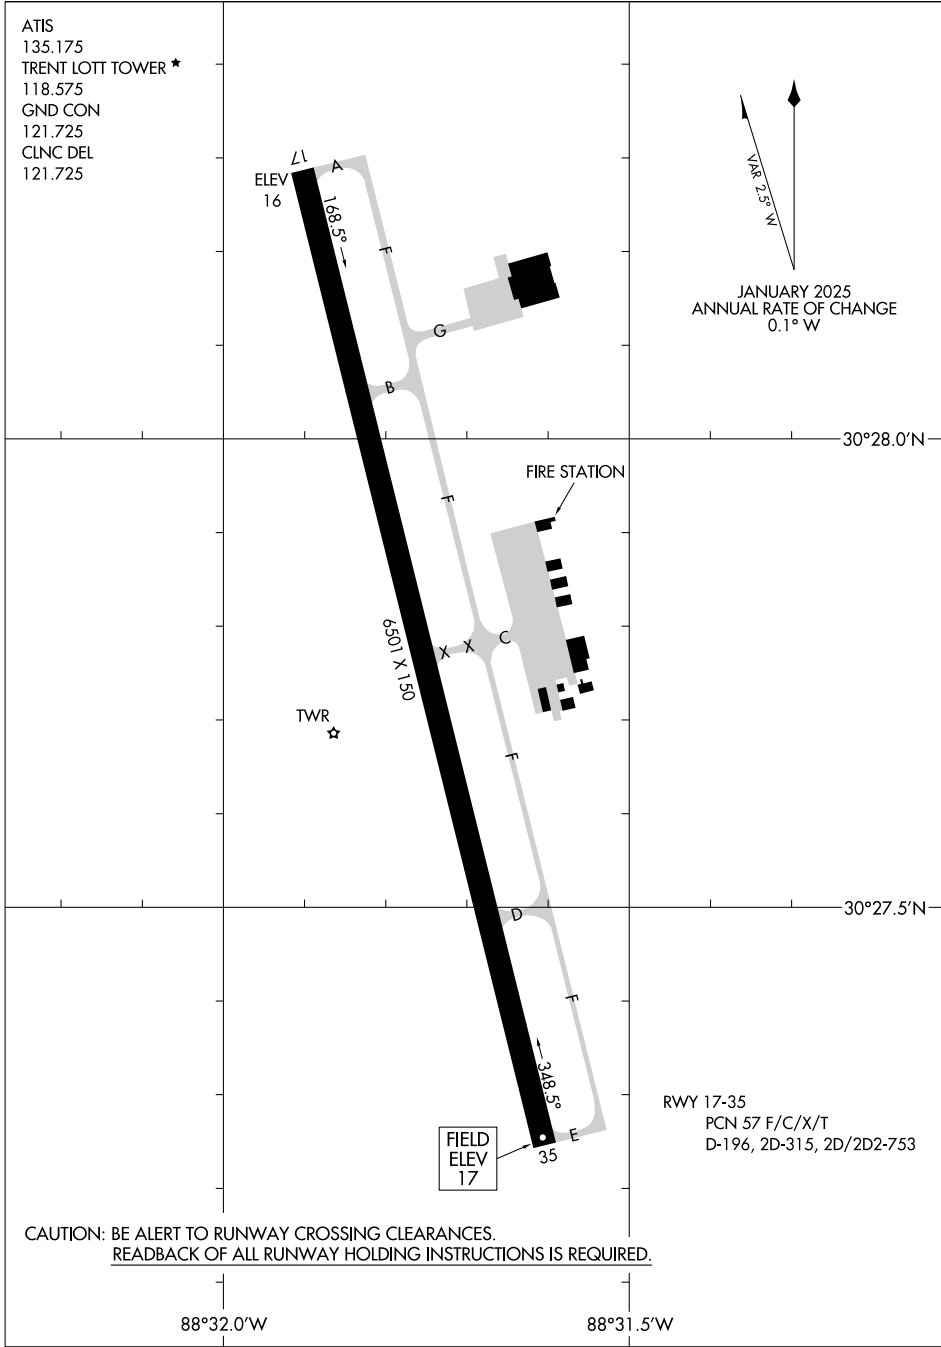 ATIS
135.175
TRENT LOTT TOWER ★
118.575
GND CON
121.725
CLNC DEL
121.725
VAR 2.5° W
JANUARY 2025
ANNUAL RATE OF CHANGE
0.1° W
17
A
ELEV
16
168.5°
F
G
B
30°28.0'N
FIRE STATION
F
6501 X 150
X X C
TWR
F
30°27.5'N
D
F
348.5°
RWY 17-35
PCN 57 F/C/X/T
D-196, 2D-315, 2D/2D2-753
E
35
FIELD
ELEV
17
CAUTION: BE ALERT TO RUNWAY CROSSING CLEARANCES.
READBACK OF ALL RUNWAY HOLDING INSTRUCTIONS IS REQUIRED.
88°32.0'W
88°31.5'W